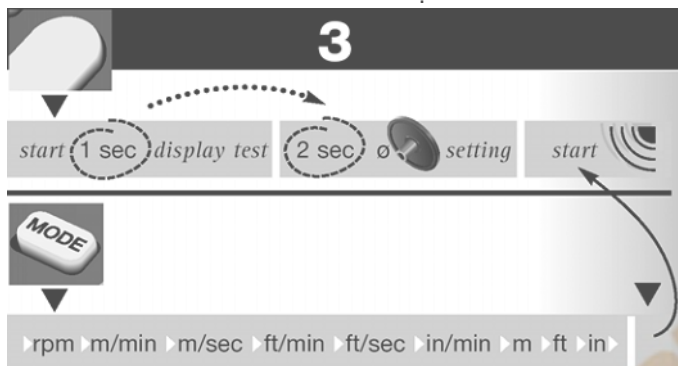 3
start 1 sec display test 2 sec ø setting start
MODE
rpm m/min m/sec ft/min ft/sec in/min m ft in